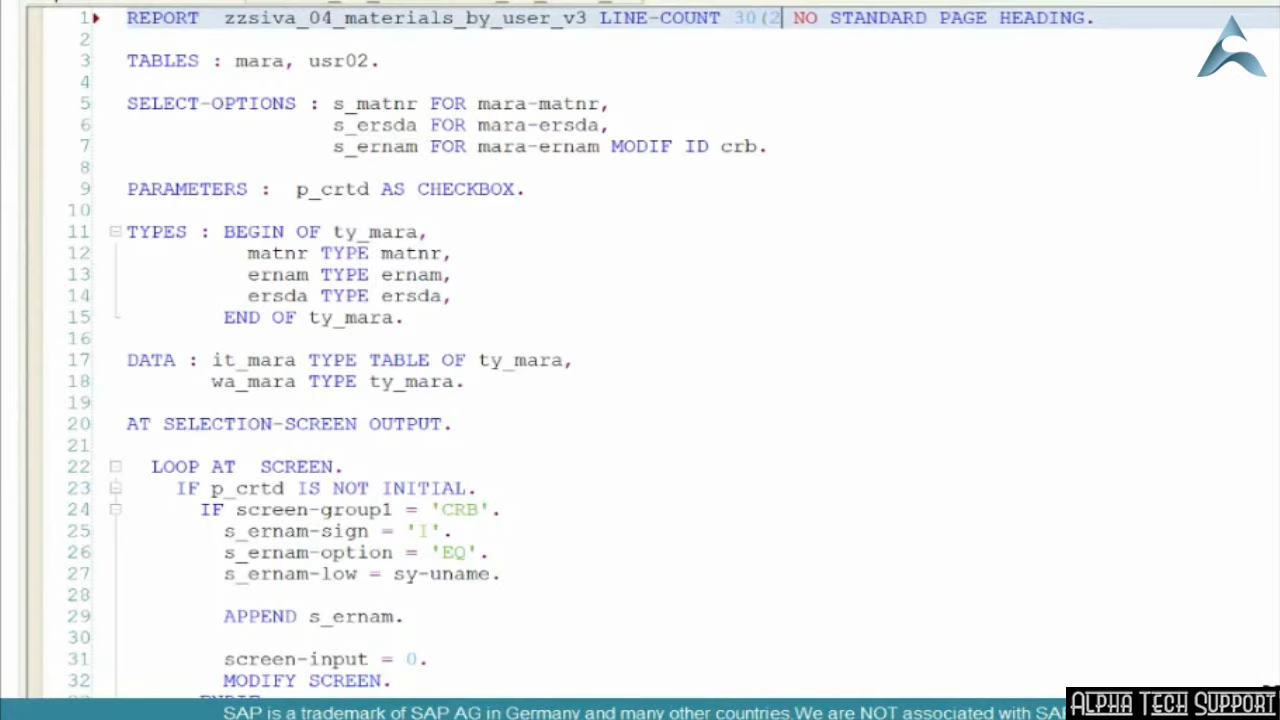 1 REPORT zzsiva_04_materials_by_user_v3 LINE-COUNT 30(2 NO STANDARD PAGE HEADING.
2
3 TABLES : mara, usr02.
4
5 SELECT-OPTIONS : s_matnr FOR mara-matnr,
6 s_ersda FOR mara-ersda,
7 s_ernam FOR mara-ernam MODIF ID crb.
8
9 PARAMETERS : p_crtd AS CHECKBOX.
10
11 TYPES : BEGIN OF ty_mara,
12 matnr TYPE matnr,
13 ernam TYPE ernam,
14 ersda TYPE ersda,
15 END OF ty_mara.
16
17 DATA : it_mara TYPE TABLE OF ty_mara,
18 wa_mara TYPE ty_mara.
19
20 AT SELECTION-SCREEN OUTPUT.
21
22 LOOP AT SCREEN.
23 IF p_crtd IS NOT INITIAL.
24 IF screen-group1 = 'CRB'.
25 s_ernam-sign = 'I'.
26 s_ernam-option = 'EQ'.
27 s_ernam-low = sy-uname.
28
29 APPEND s_ernam.
30
31 screen-input = 0.
32 MODIFY SCREEN.
SAP is a trademark of SAP AG in Germany and many other countries.We are NOT associated with SA
ALPHA TECH SUPPORT